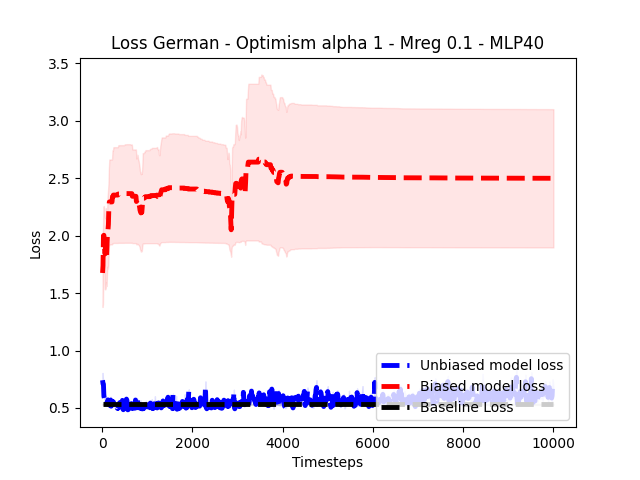 Loss German - Optimism alpha 1 - Mreg 0.1 - MLP40
Loss
3.5
3.0
2.5
2.0
1.5
1.0
0.5
Unbiased model loss
Biased model loss
Baseline Loss
0 2000 4000 6000 8000 10000
Timesteps